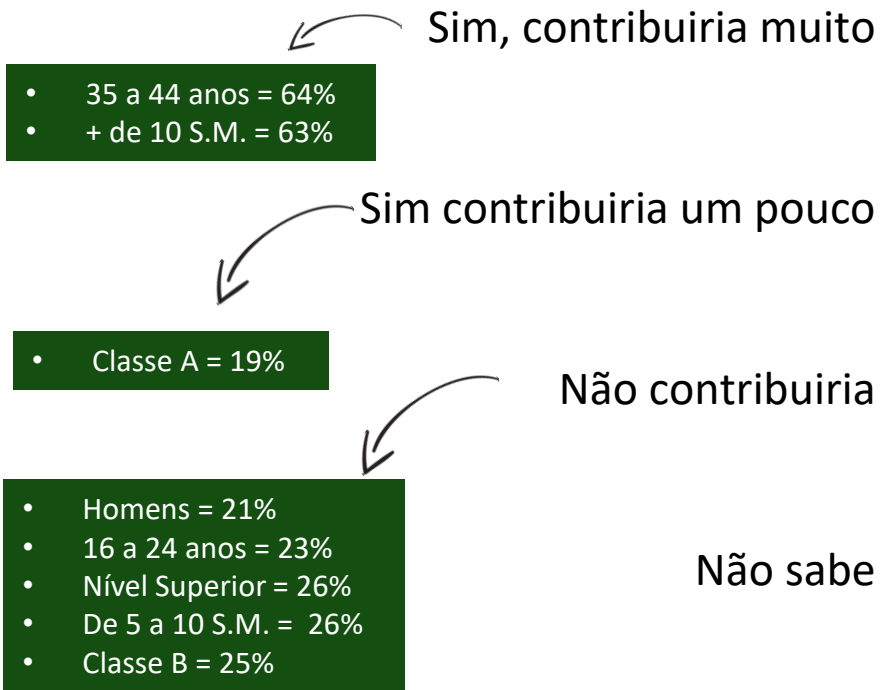 Sim, contribuiria muito
• 35 a 44 anos = 64%
• + de 10 S.M. = 63%
Sim contribuiria um pouco
• Classe A = 19%
Não contribuiria
• Homens = 21%
• 16 a 24 anos = 23%
• Nível Superior = 26%
• De 5 a 10 S.M. = 26%
• Classe B = 25%
Não sabe